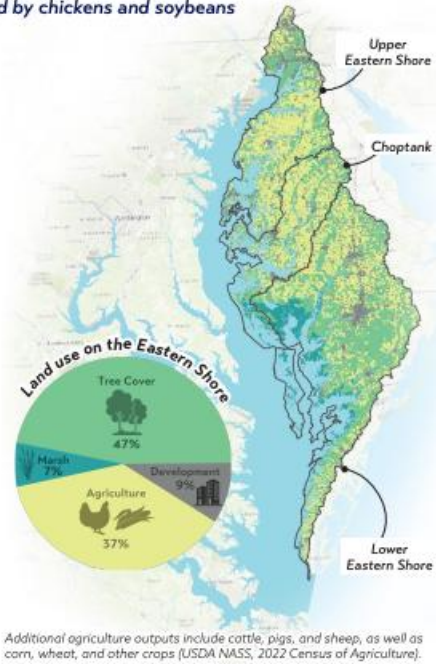 d by chickens and soybeans
Upper
Eastern Shore
Choptank
Land use on the Eastern Shore
Tree Cover
47%
Marsh
7%
Development
9%
Agriculture
37%
Lower
Eastern Shore
Additional agriculture outputs include cattle, pigs, and sheep, as well as
corn, wheat, and other crops (USDA NASS, 2022 Census of Agriculture).